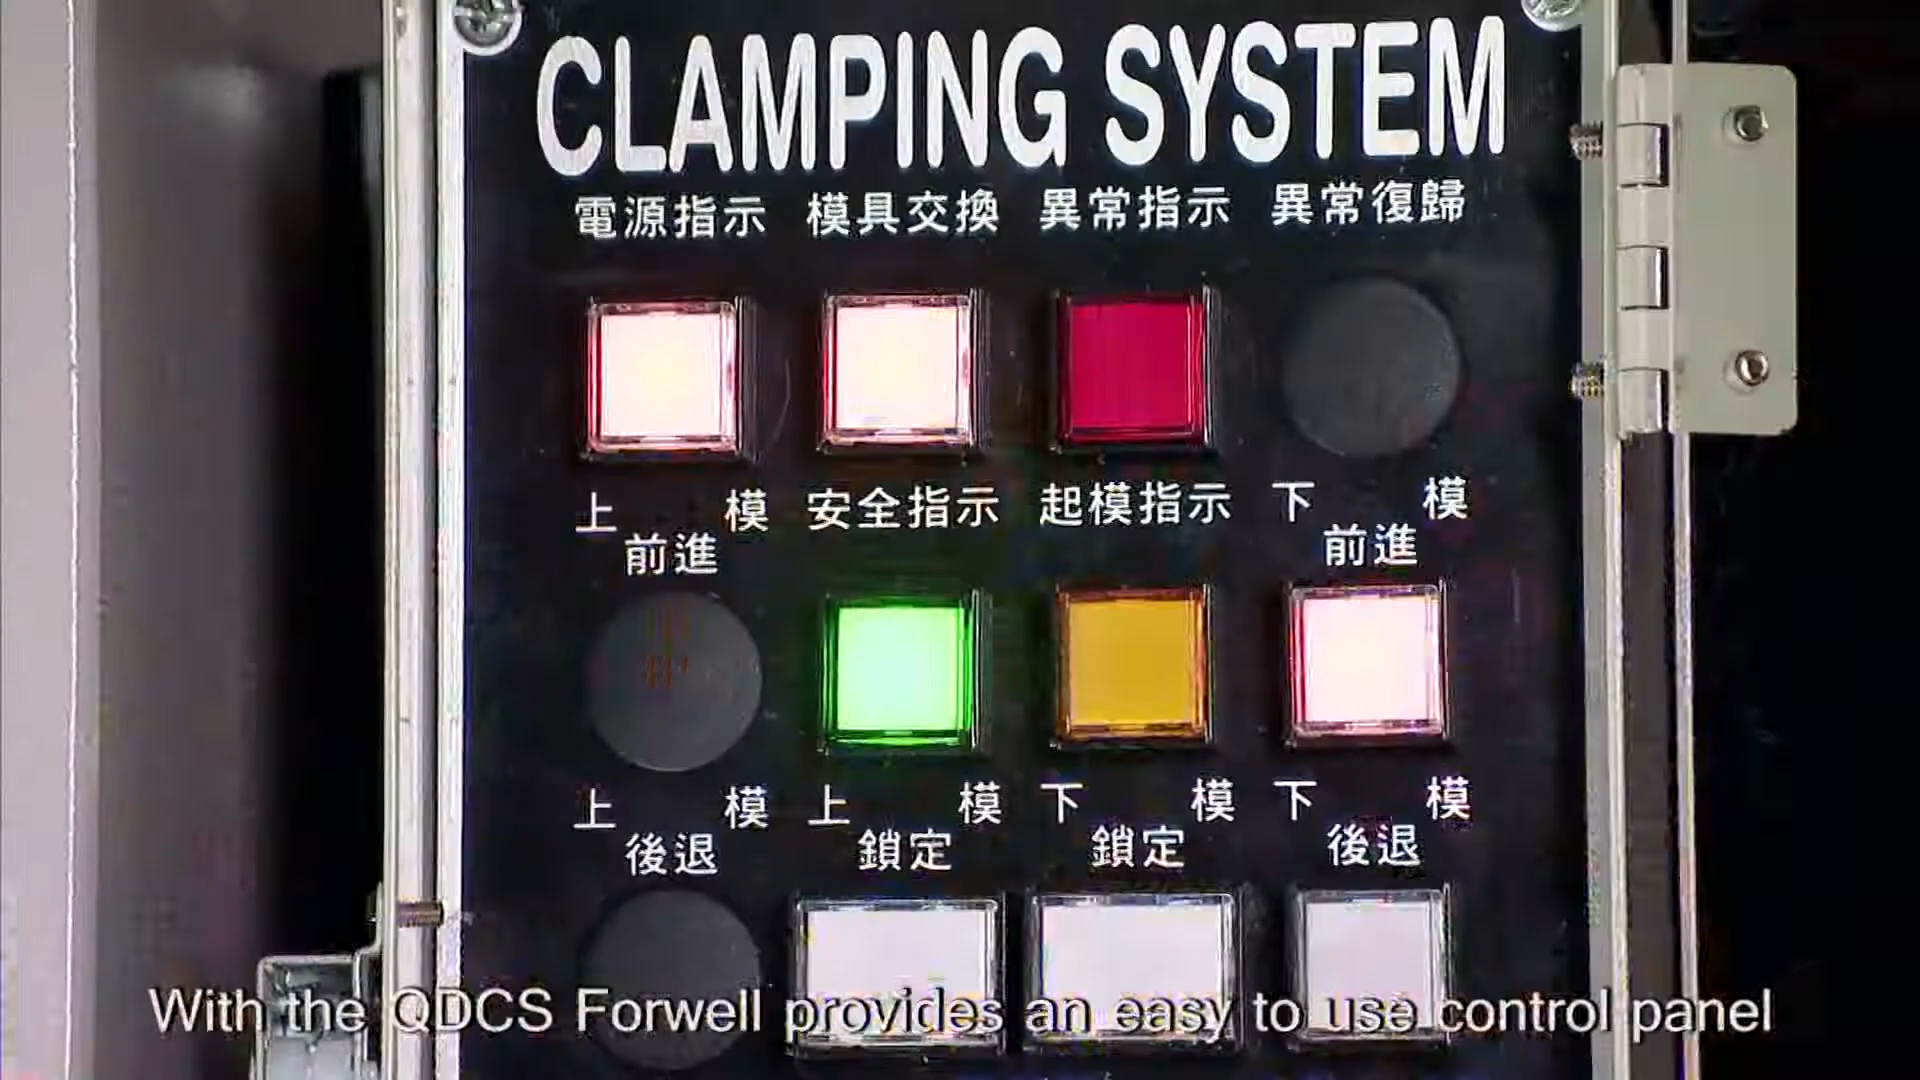 CLAMPING SYSTEM
電源指示 模具交換 異常指示 異常復歸
上模 安全指示 起模指示 下模
前進 前進
上模 上模 下模 下模
後退 鎖定 鎖定 後退
With the QDCS Forwell provides an easy to use control panel